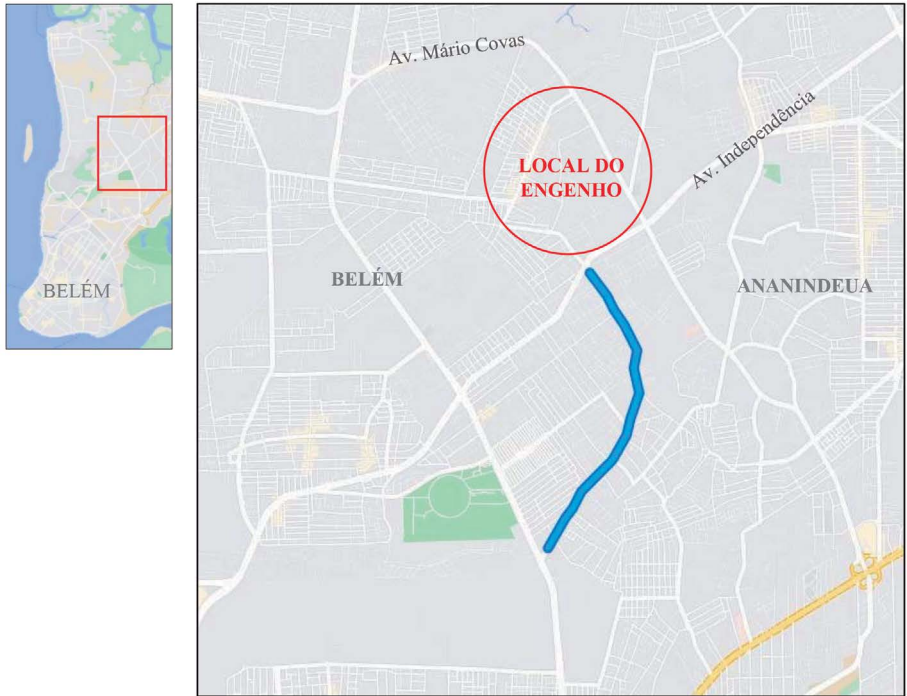 BELÉM
Av. Mário Covas
Av. Independência
LOCAL DO
ENGENHO
BELÉM
ANANINDEUA